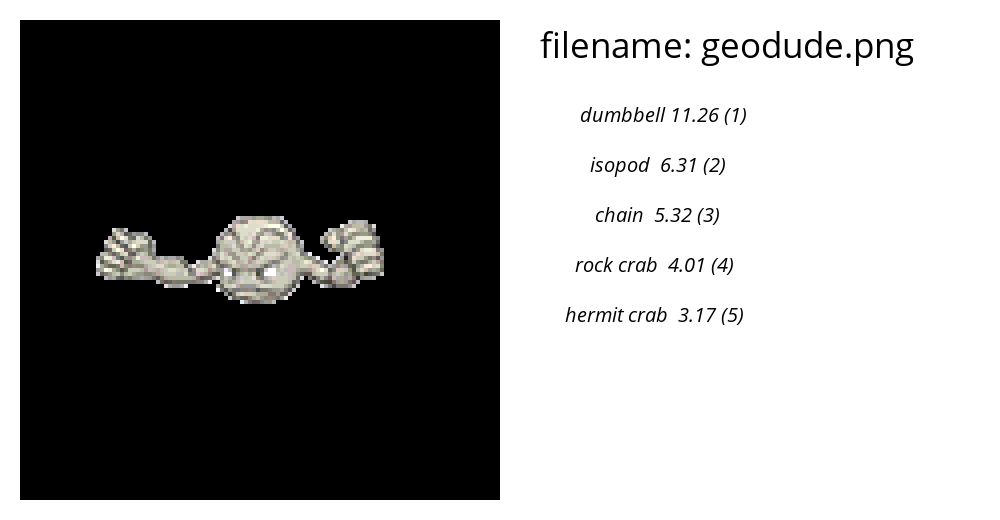 filename: geodude.png
dumbbell 11.26 (1)
isopod 6.31 (2)
chain 5.32 (3)
rock crab 4.01 (4)
hermit crab 3.17 (5)